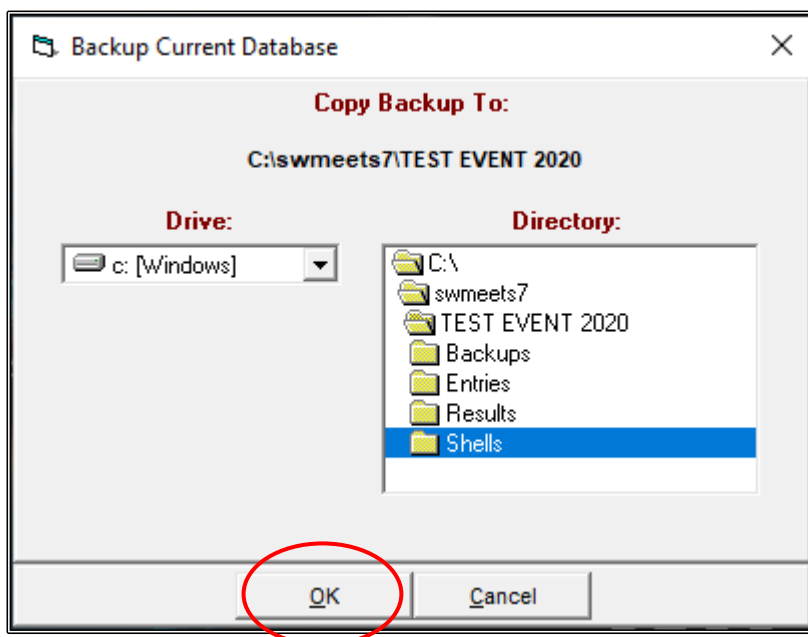 Backup Current Database
Copy Backup To:
C:\swmeets7\TEST EVENT 2020
Drive:
c: [Windows]
Directory:
C:\
swmeets7
TEST EVENT 2020
Backups
Entries
Results
Shells
OK
Cancel